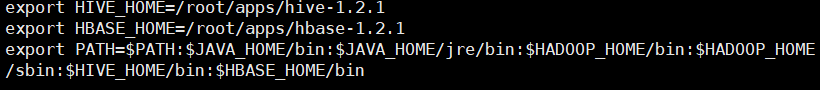 export HIVE_HOME=/root/apps/hive-1.2.1
export HBASE_HOME=/root/apps/hbase-1.2.1
export PATH=$PATH:$JAVA_HOME/bin:$JAVA_HOME/jre/bin:$HADOOP_HOME/bin:$HADOOP_HOME
/sbin:$HIVE_HOME/bin:$HBASE_HOME/bin